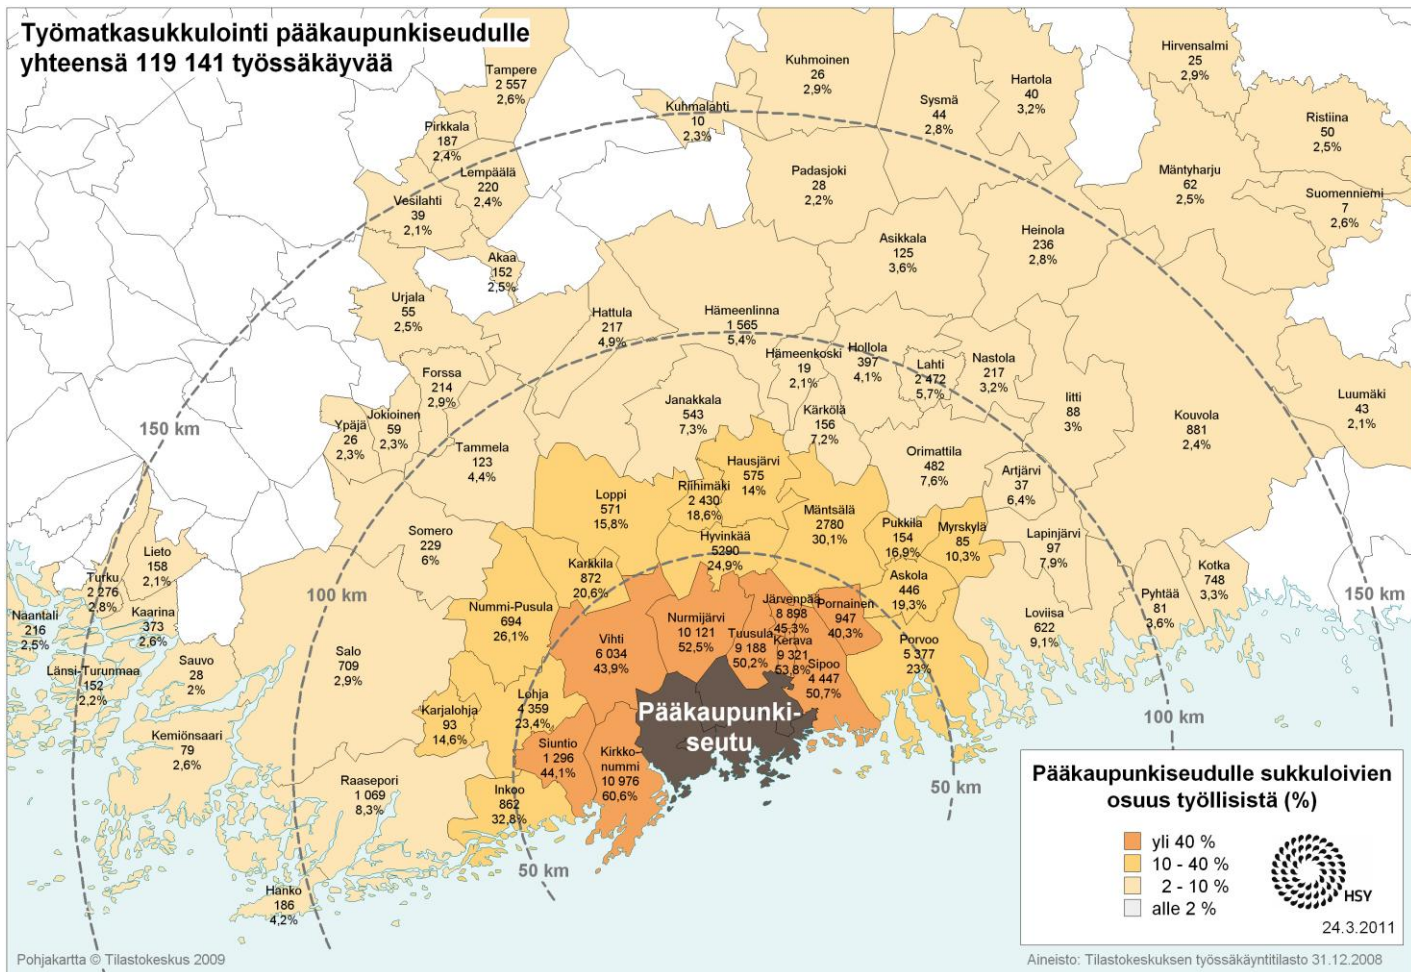 Työmatkasukkulointi pääkaupunkiseudulle
yhteensä 119 141 työssäkäyvää
Tampere
2 557
2,6%
Pirkkala
187
2,4%
Lempäälä
220
2,4%
Vesilahti
39
2,1%
Akaa
152
2,5%
Urjala
55
2,5%
Kuhmalahti
10
2,3%
Kuhmoinen
26
2,9%
Sysmä
44
2,8%
Hartola
40
3,2%
Hirvensalmi
25
2,9%
Ristiina
50
2,5%
Mäntyharju
62
2,5%
Suomenniemi
7
2,6%
Padasjoki
28
2,2%
Asikkala
125
3,6%
Heinola
236
2,8%
Hattula
217
4,9%
Hämeenlinna
1 565
5,4%
Hämeenkoski
19
2,1%
Hollola
397
4,1%
Lahti
2 472
5,7%
Nastola
217
3,2%
Iitti
88
3%
Kouvola
881
2,4%
Luumäki
43
2,1%
Forssa
214
2,9%
Jokioinen
59
2,3%
Ypäjä
26
2,3%
Tammela
123
4,4%
Janakkala
543
7,3%
Kärkölä
156
7,2%
Orimattila
482
7,6%
Artjärvi
37
6,4%
150 km
Hausjärvi
575
14%
Riihimäki
2 430
18,6%
Loppi
571
15,8%
Mäntsälä
2780
30,1%
Pukkila
154
16,9%
Myrskylä
85
10,3%
Lapinjärvi
97
7,9%
Somero
229
6%
Hyvinkää
5290
24,9%
Karkkila
872
20,6%
Askola
446
19,3%
Kotka
748
3,3%
Pyhtää
81
3,6%
Loviisa
622
9,1%
150 km
Lieto
158
2,1%
Turku
2 276
2,8%
Kaarina
373
2,6%
Naantali
216
2,5%
Länsi-Turunmaa
152
2,2%
Sauvo
28
2%
Kemiönsaari
79
2,6%
100 km
Salo
709
2,9%
Nummi-Pusula
694
26,1%
Vihti
6 034
43,9%
Nurmijärvi
10 121
52,5%
Tuusula
9 188
50,2%
Järvenpää
8 898
45,3%
Kerava
9 321
53,8%
Pornainen
947
40,3%
Sipoo
4 447
50,7%
Porvoo
5 377
23%
Karjalohja
93
14,6%
Lohja
4 359
23,4%
Siuntio
1 296
44,1%
Kirkko-
nummi
10 976
60,6%
Pääkaupunki-
seutu
Inkoo
862
32,8%
Raasepori
1 069
8,3%
Hanko
186
4,2%
50 km
50 km
100 km
Pääkaupunkiseudulle sukkuloivien
osuus työllisistä (%)
yli 40 %
10 - 40 %
2 - 10 %
alle 2 %
HSY
24.3.2011
Pohjakartta © Tilastokeskus 2009
Aineisto: Tilastokeskuksen työssäkäyntitilasto 31.12.2008